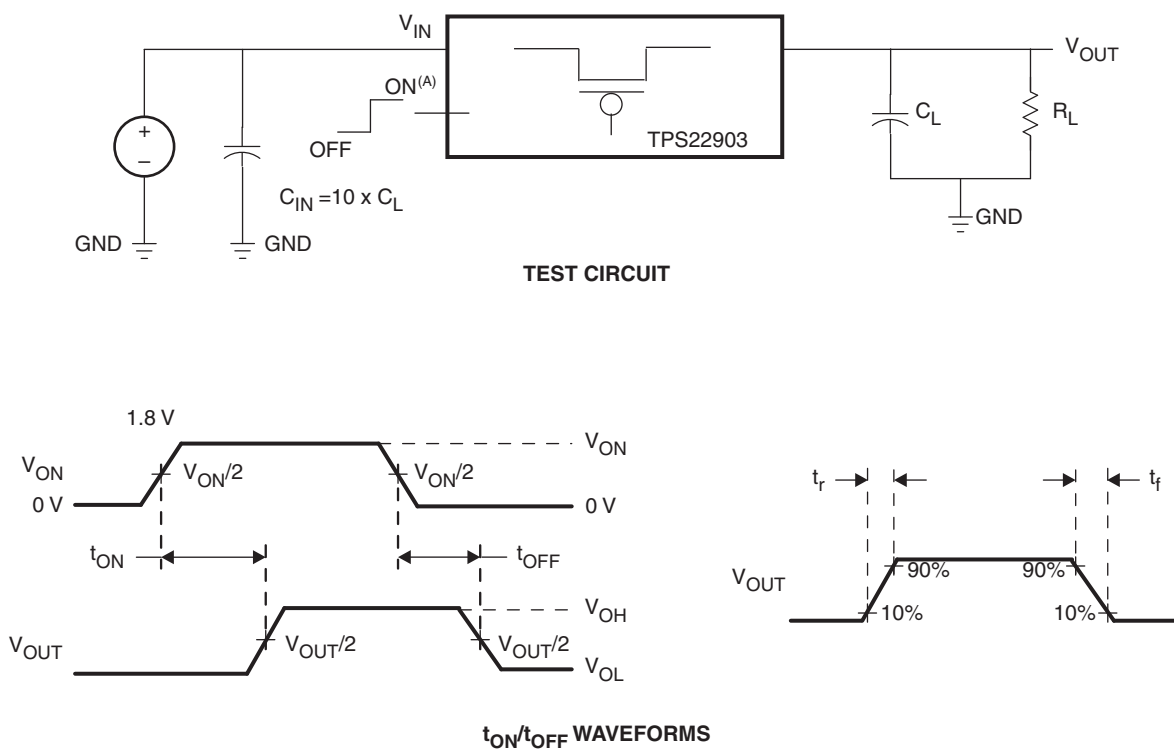 V_IN
V_OUT
ON(A)
OFF
+
–
C_IN =10 x C_L
TPS22903
C_L
R_L
GND
GND
GND
TEST CIRCUIT
1.8 V
V_ON
V_ON
V_ON/2
V_ON/2
0 V
0 V
t_ON
t_OFF
V_OH
V_OUT
V_OUT/2
V_OUT/2
V_OL
t_r
t_f
V_OUT
90%
90%
10%
10%
t_ON/t_OFF WAVEFORMS